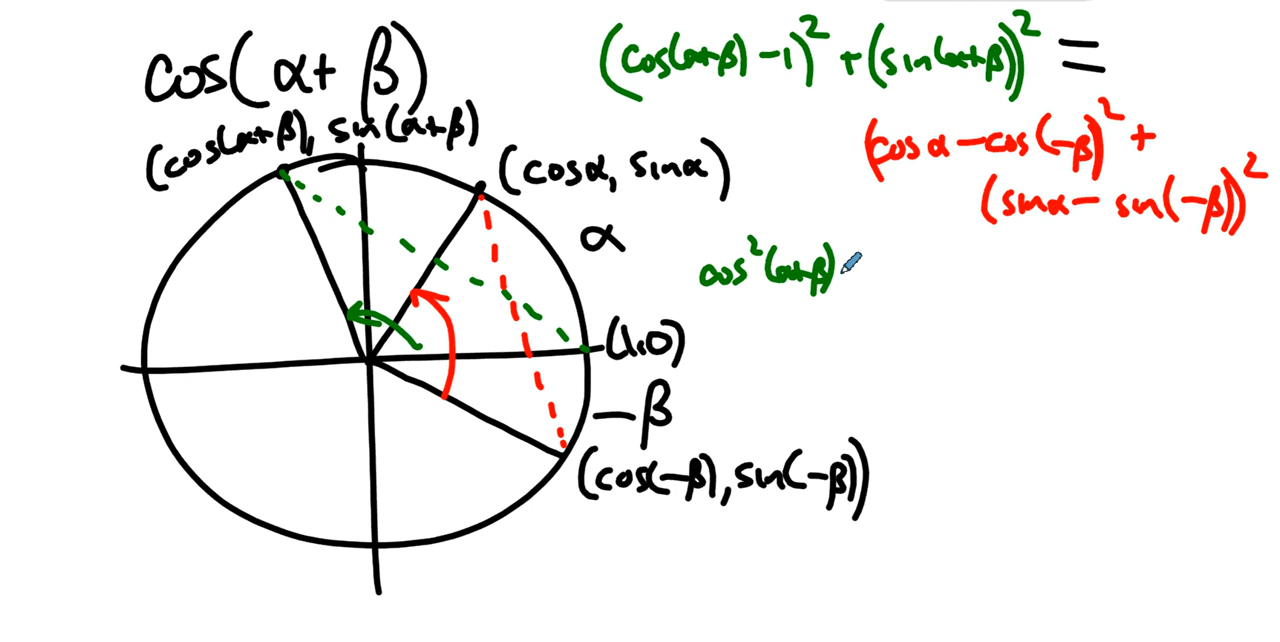 cos(α+β)
(cos(α+β), sin(α+β)
(cosα, sinα)
α
(1,0)
−β
(cos(−β), sin(−β))
(cos(α+β) −1)² + (sin(α+β))² =
(cosα − cos(−β))² +
(sinα − sin(−β))²
cos²(α+β)